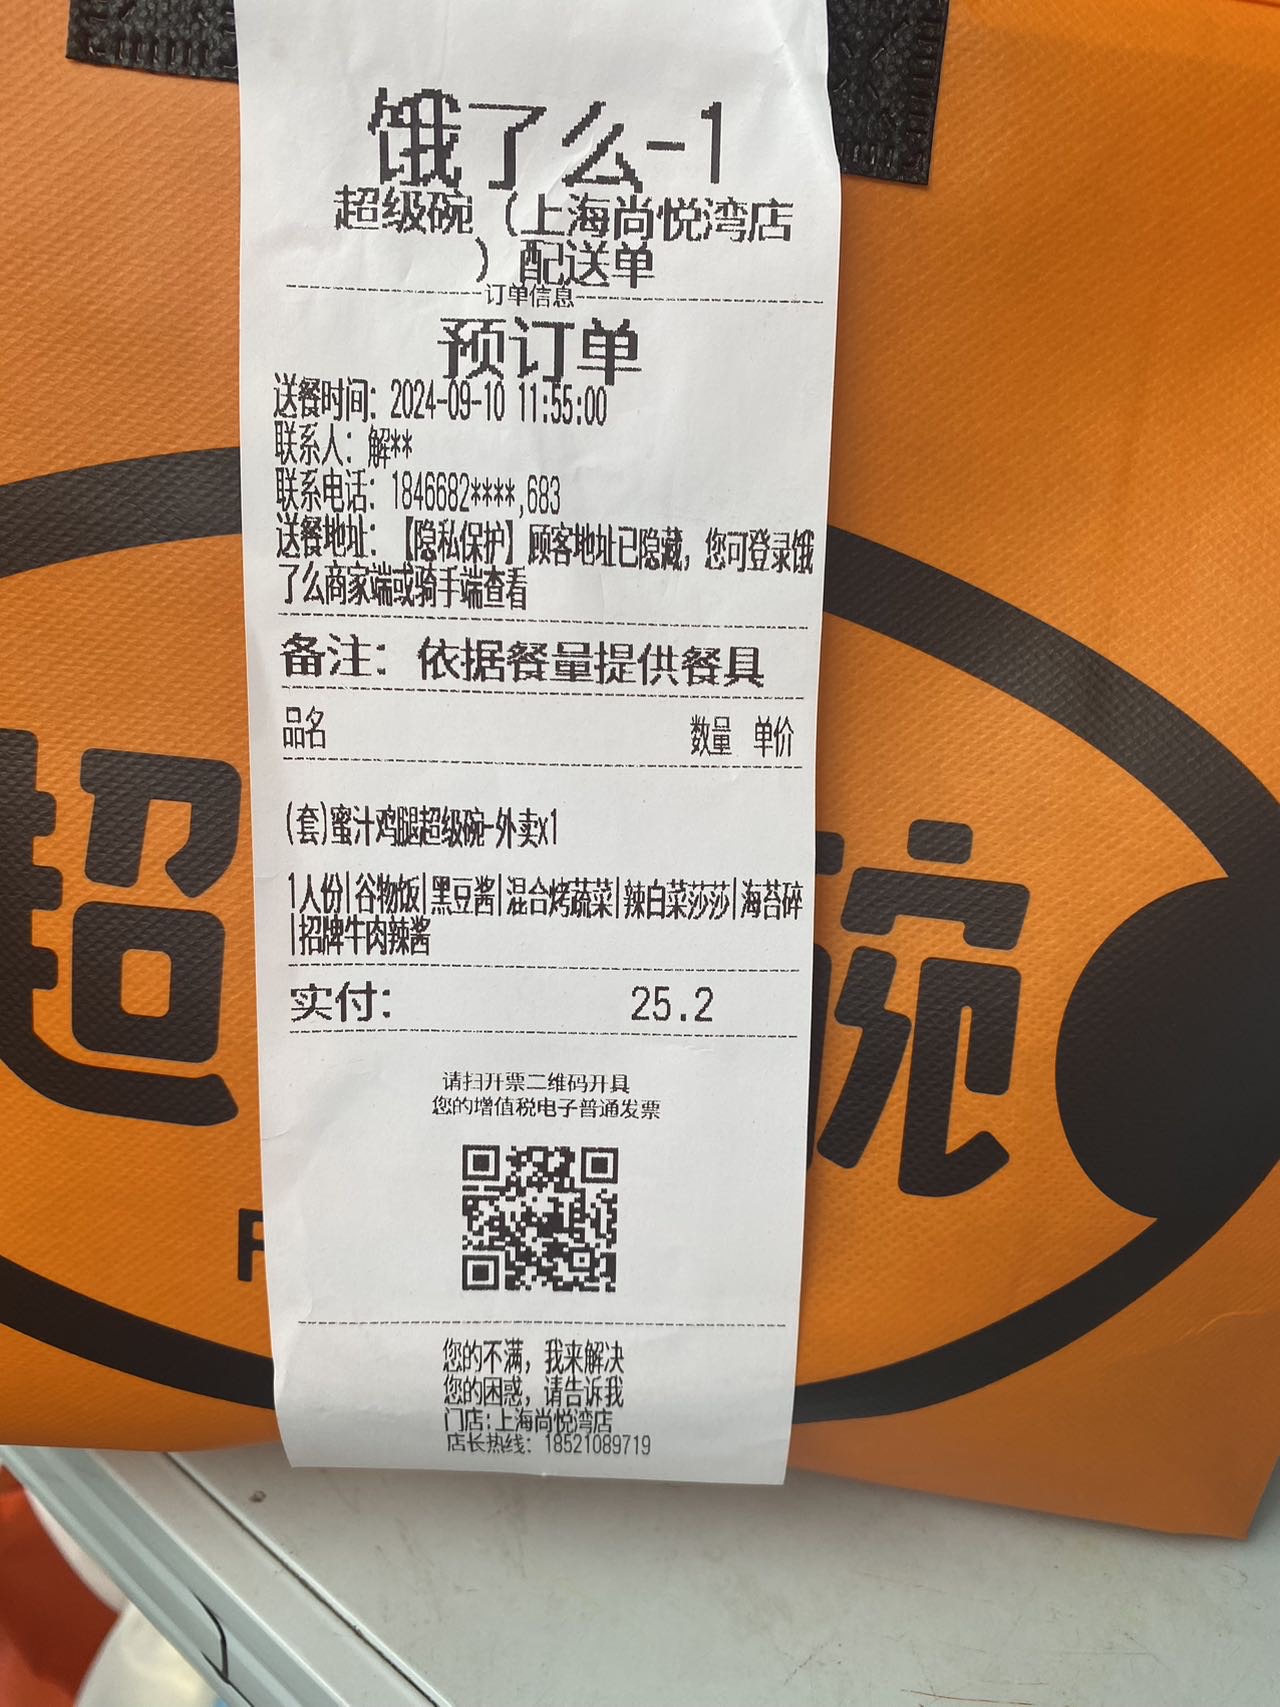 饿了么-1
超级碗（上海尚悦湾店
）配送单
订单信息
预订单
送餐时间：2024-09-10 11:55:00
联系人：解**
联系电话：1846682****,683
送餐地址：【隐私保护】顾客地址已隐藏，您可登录饿
了么商家端或骑手端查看
备注：依据餐量提供餐具
品名 数量 单价
(套)蜜汁鸡腿超级碗-外卖x1
1人份|谷物饭|黑豆酱|混合烤蔬菜|辣白菜莎莎|海苔碎
|招牌牛肉辣酱
实付： 25.2
请扫开票二维码开具
您的增值税电子普通发票
您的不满，我来解决
您的困惑，请告诉我
门店：上海尚悦湾店
店长热线：18521089719
超 碗